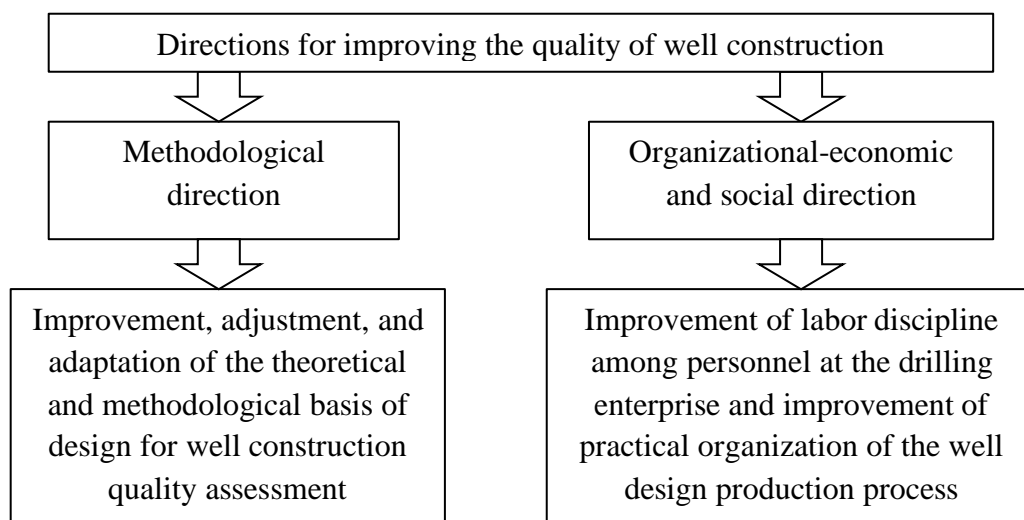 Directions for improving the quality of well construction
Methodological
direction
Organizational-economic
and social direction
Improvement, adjustment, and
adaptation of the theoretical
and methodological basis of
design for well construction
quality assessment
Improvement of labor discipline
among personnel at the drilling
enterprise and improvement of
practical organization of the well
design production process